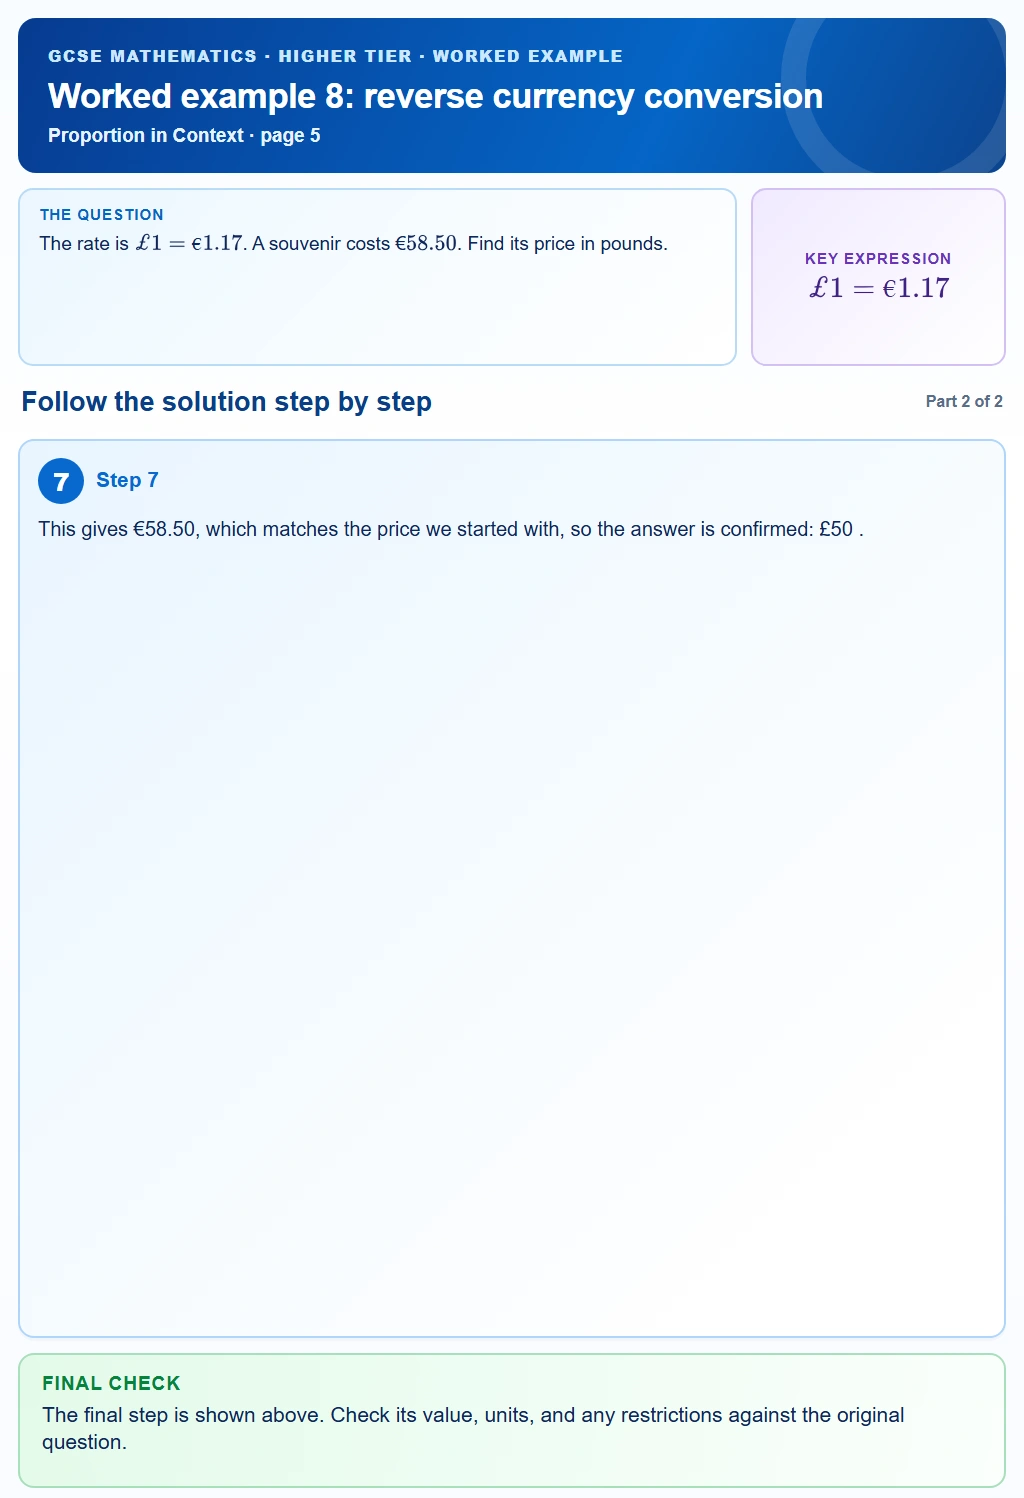 GCSE MATHEMATICS · HIGHER TIER · WORKED EXAMPLE
Worked example 8: reverse currency conversion
Proportion in Context · page 5
THE QUESTION
The rate is £1 = €1.17. A souvenir costs €58.50. Find its price in pounds.
KEY EXPRESSION
£1 = €1.17
Follow the solution step by step
Part 2 of 2
7 Step 7
This gives €58.50, which matches the price we started with, so the answer is confirmed: £50 .
FINAL CHECK
The final step is shown above. Check its value, units, and any restrictions against the original
question.